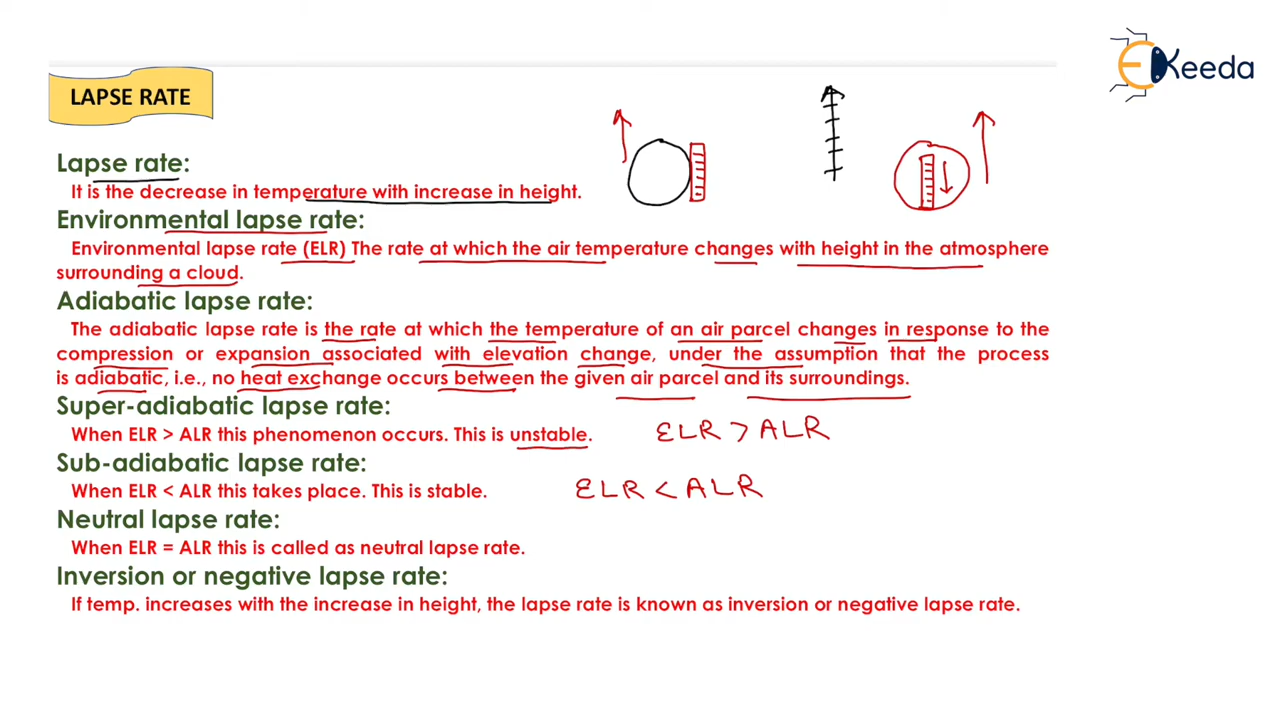 EKeeda
LAPSE RATE
Lapse rate:
It is the decrease in temperature with increase in height.
Environmental lapse rate:
Environmental lapse rate (ELR) The rate at which the air temperature changes with height in the atmosphere
surrounding a cloud.
Adiabatic lapse rate:
The adiabatic lapse rate is the rate at which the temperature of an air parcel changes in response to the
compression or expansion associated with elevation change, under the assumption that the process
is adiabatic, i.e., no heat exchange occurs between the given air parcel and its surroundings.
Super-adiabatic lapse rate:
When ELR > ALR this phenomenon occurs. This is unstable. ELR > ALR
Sub-adiabatic lapse rate:
When ELR < ALR this takes place. This is stable. ELR < ALR
Neutral lapse rate:
When ELR = ALR this is called as neutral lapse rate.
Inversion or negative lapse rate:
If temp. increases with the increase in height, the lapse rate is known as inversion or negative lapse rate.